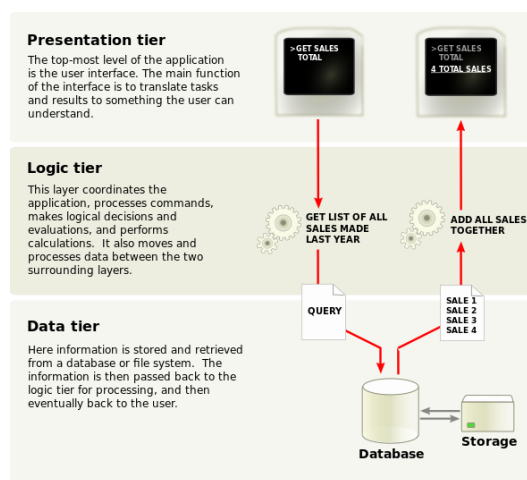 Presentation tier
The top-most level of the application
is the user interface. The main function
of the interface is to translate tasks
and results to something the user can
understand.
>GET SALES
TOTAL
>GET SALES
TOTAL
4 TOTAL SALES
Logic tier
This layer coordinates the
application, processes commands,
makes logical decisions and
evaluations, and performs
calculations. It also moves and
processes data between the two
surrounding layers.
GET LIST OF ALL
SALES MADE
LAST YEAR
ADD ALL SALES
TOGETHER
QUERY
SALE 1
SALE 2
SALE 3
SALE 4
Data tier
Here information is stored and retrieved
from a database or file system. The
information is then passed back to the
logic tier for processing, and then
eventually back to the user.
Database
Storage